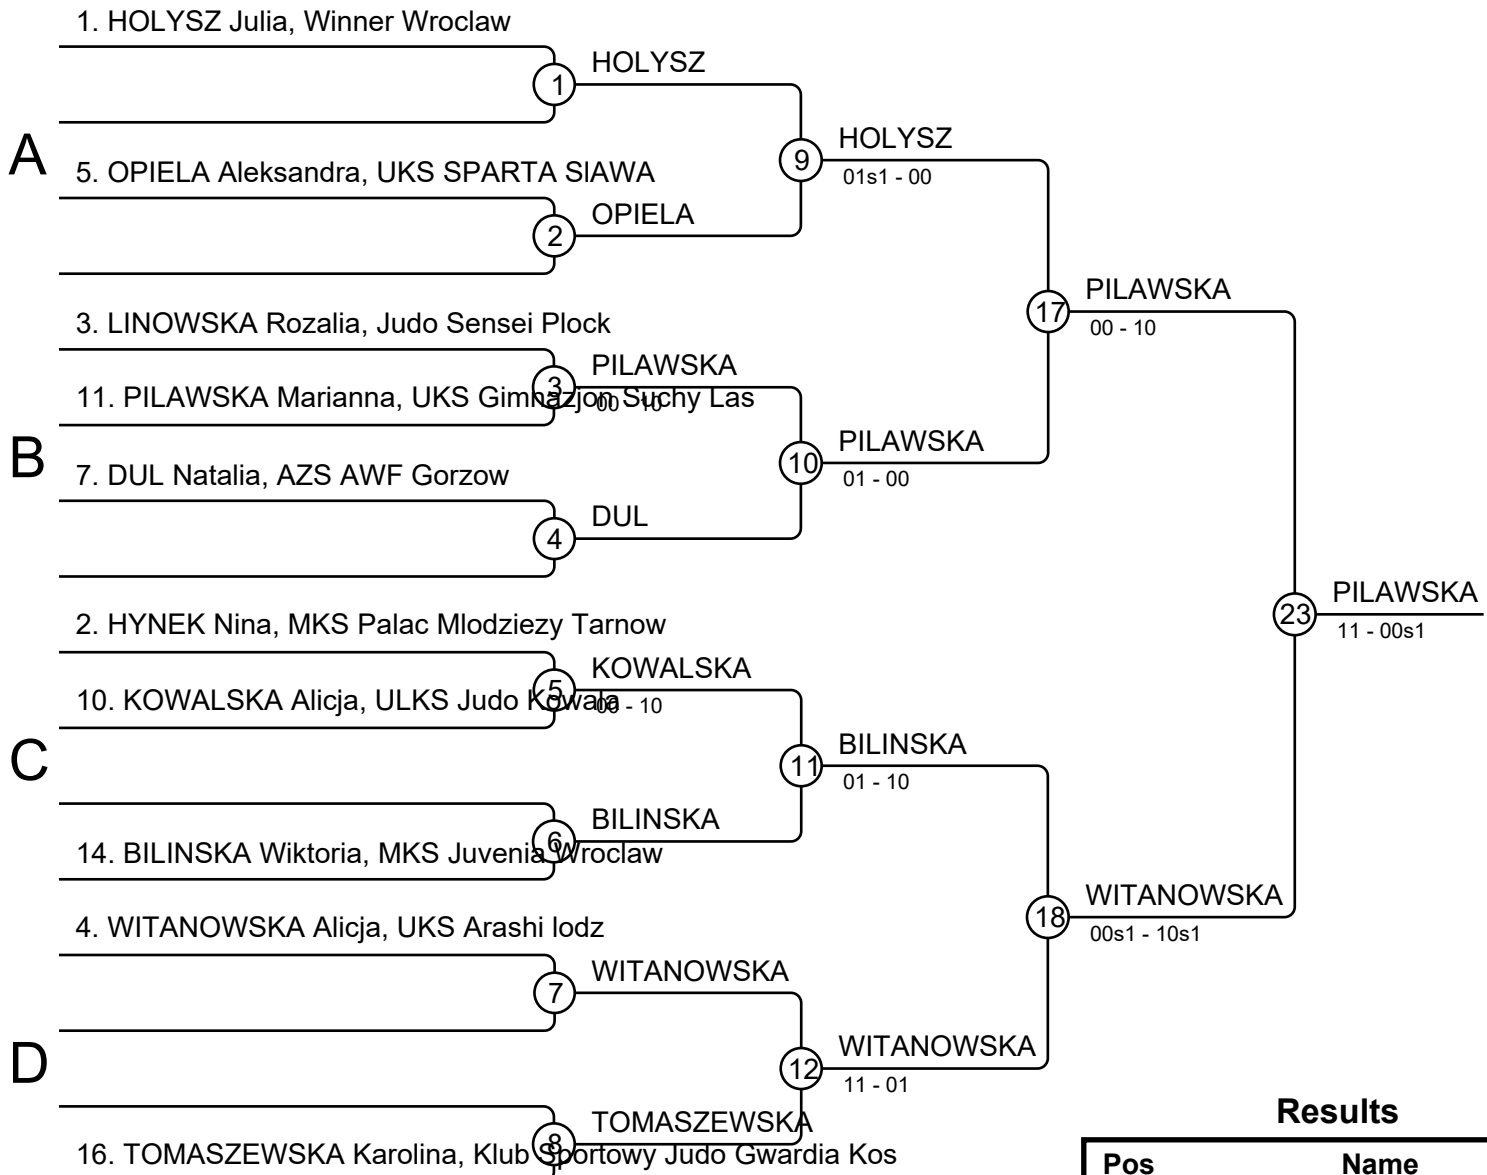 1. HOLYSZ Julia, Winner Wroclaw
HOLYSZ
1
A
HOLYSZ
9
01s1 - 00
5. OPIELA Aleksandra, UKS SPARTA SlAWA
OPIELA
2
3. LINOWSKA Rozalia, Judo Sensei Plock
PILAWSKA
17
00 - 10
PILAWSKA
3
00 - 10
11. PILAWSKA Marianna, UKS Gimnazjon Suchy Las
B
PILAWSKA
10
01 - 00
7. DUL Natalia, AZS AWF Gorzow
DUL
4
PILAWSKA
23
11 - 00s1
2. HYNEK Nina, MKS Palac Mlodziezy Tarnow
KOWALSKA
5
00 - 10
10. KOWALSKA Alicja, ULKS Judo Kowala
C
BILINSKA
11
01 - 10
BILINSKA
6
14. BILINSKA Wiktoria, MKS Juvenia Wroclaw
WITANOWSKA
18
00s1 - 10s1
4. WITANOWSKA Alicja, UKS Arashi lodz
WITANOWSKA
7
D
WITANOWSKA
12
11 - 01
TOMASZEWSKA
8
16. TOMASZEWSKA Karolina, Klub Sportowy Judo Gwardia Kos
Results
Pos Name